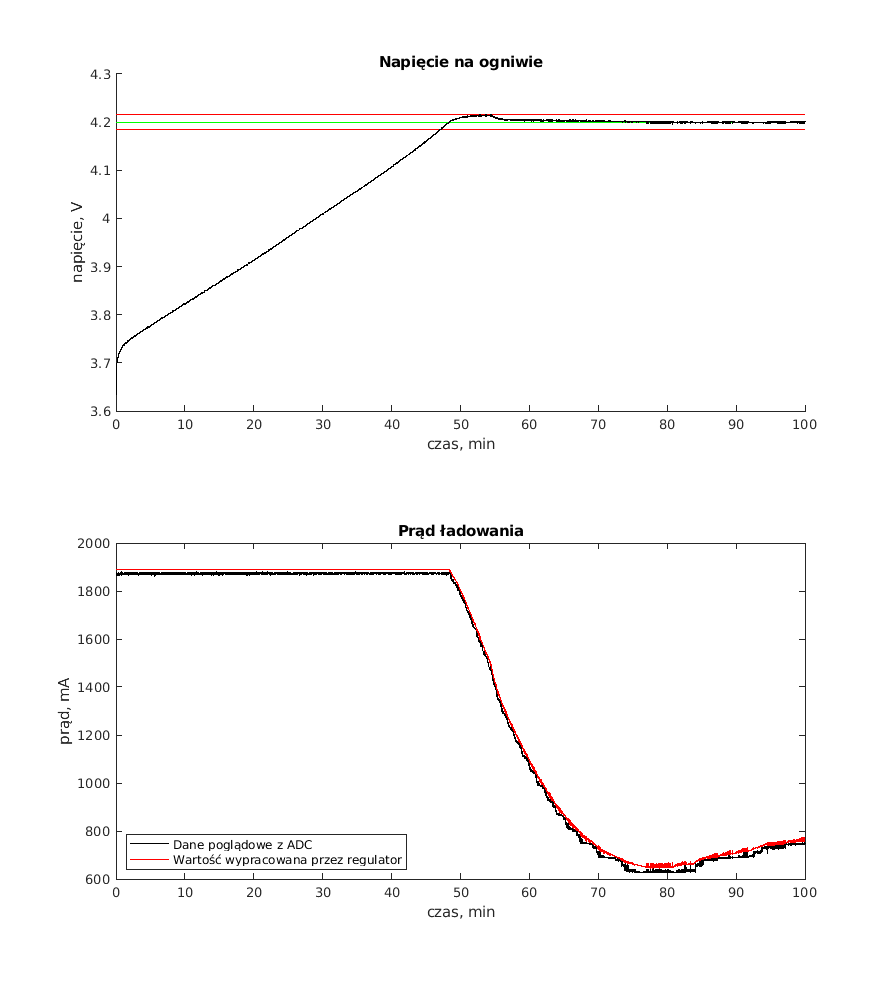 Napięcie na ogniwie
4.3
4.2
4.1
4
3.9
3.8
3.7
3.6
napięcie, V
0 10 20 30 40 50 60 70 80 90 100
czas, min
Prąd ładowania
2000
1800
1600
1400
1200
1000
800
600
prąd, mA
Dane poglądowe z ADC
Wartość wypracowana przez regulator
0 10 20 30 40 50 60 70 80 90 100
czas, min